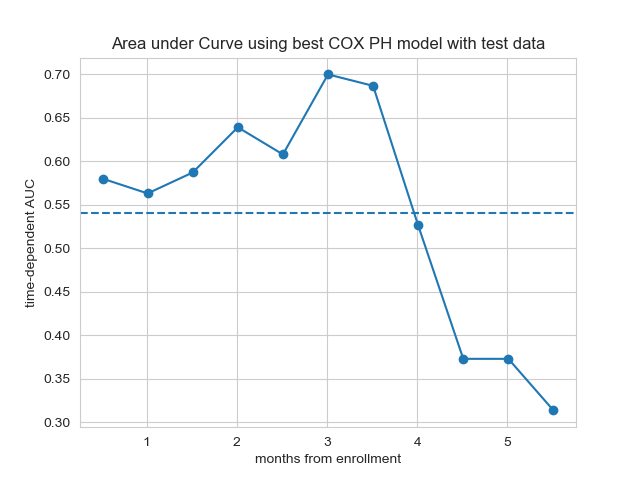 Area under Curve using best COX PH model with test data
time-dependent AUC
0.70
0.65
0.60
0.55
0.50
0.45
0.40
0.35
0.30
1 2 3 4 5
months from enrollment